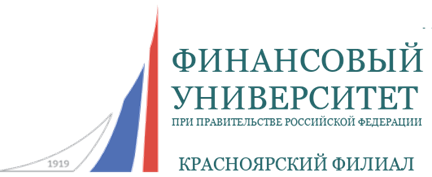 ФИНАНСОВЫЙ
УНИВЕРСИТЕТ
ПРИ ПРАВИТЕЛЬСТВЕ РОССИЙСКОЙ ФЕДЕРАЦИИ
1919
КРАСНОЯРСКИЙ ФИЛИАЛ